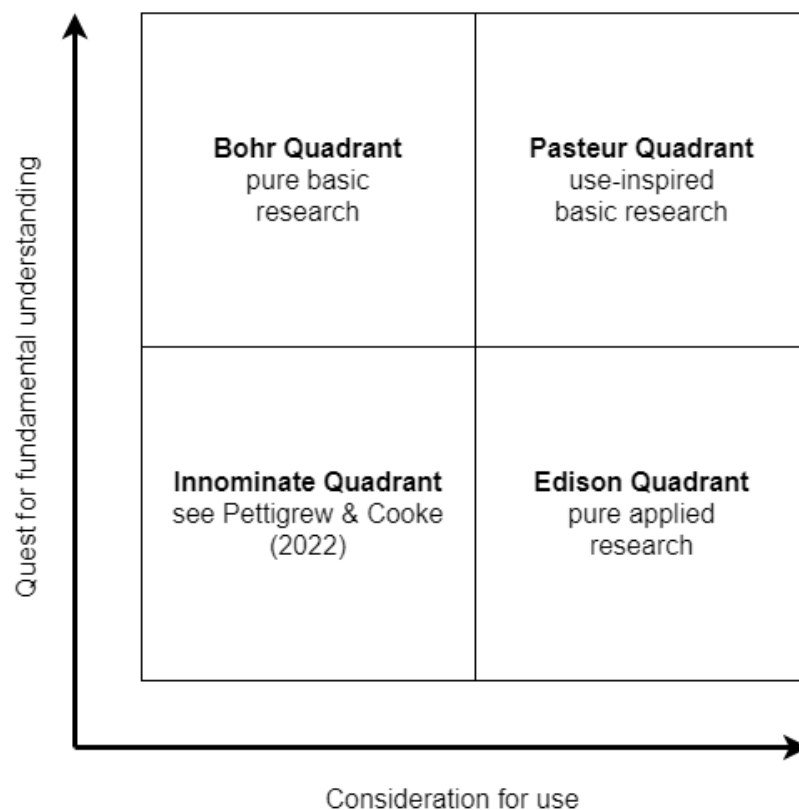 Quest for fundamental understanding
Bohr Quadrant
pure basic
research
Pasteur Quadrant
use-inspired
basic research
Innominate Quadrant
see Pettigrew & Cooke
(2022)
Edison Quadrant
pure applied
research
Consideration for use